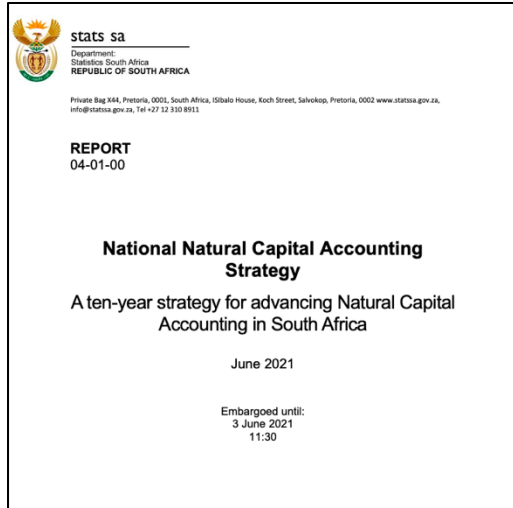 stats sa
Department:
Statistics South Africa
REPUBLIC OF SOUTH AFRICA
Private Bag X44, Pretoria, 0001, South Africa, ISIbalo House, Koch Street, Salvokop, Pretoria, 0002 www.statssa.gov.za,
info@statssa.gov.za, Tel +27 12 310 8911
REPORT
04-01-00
National Natural Capital Accounting
Strategy
A ten-year strategy for advancing Natural Capital
Accounting in South Africa
June 2021
Embargoed until:
3 June 2021
11:30